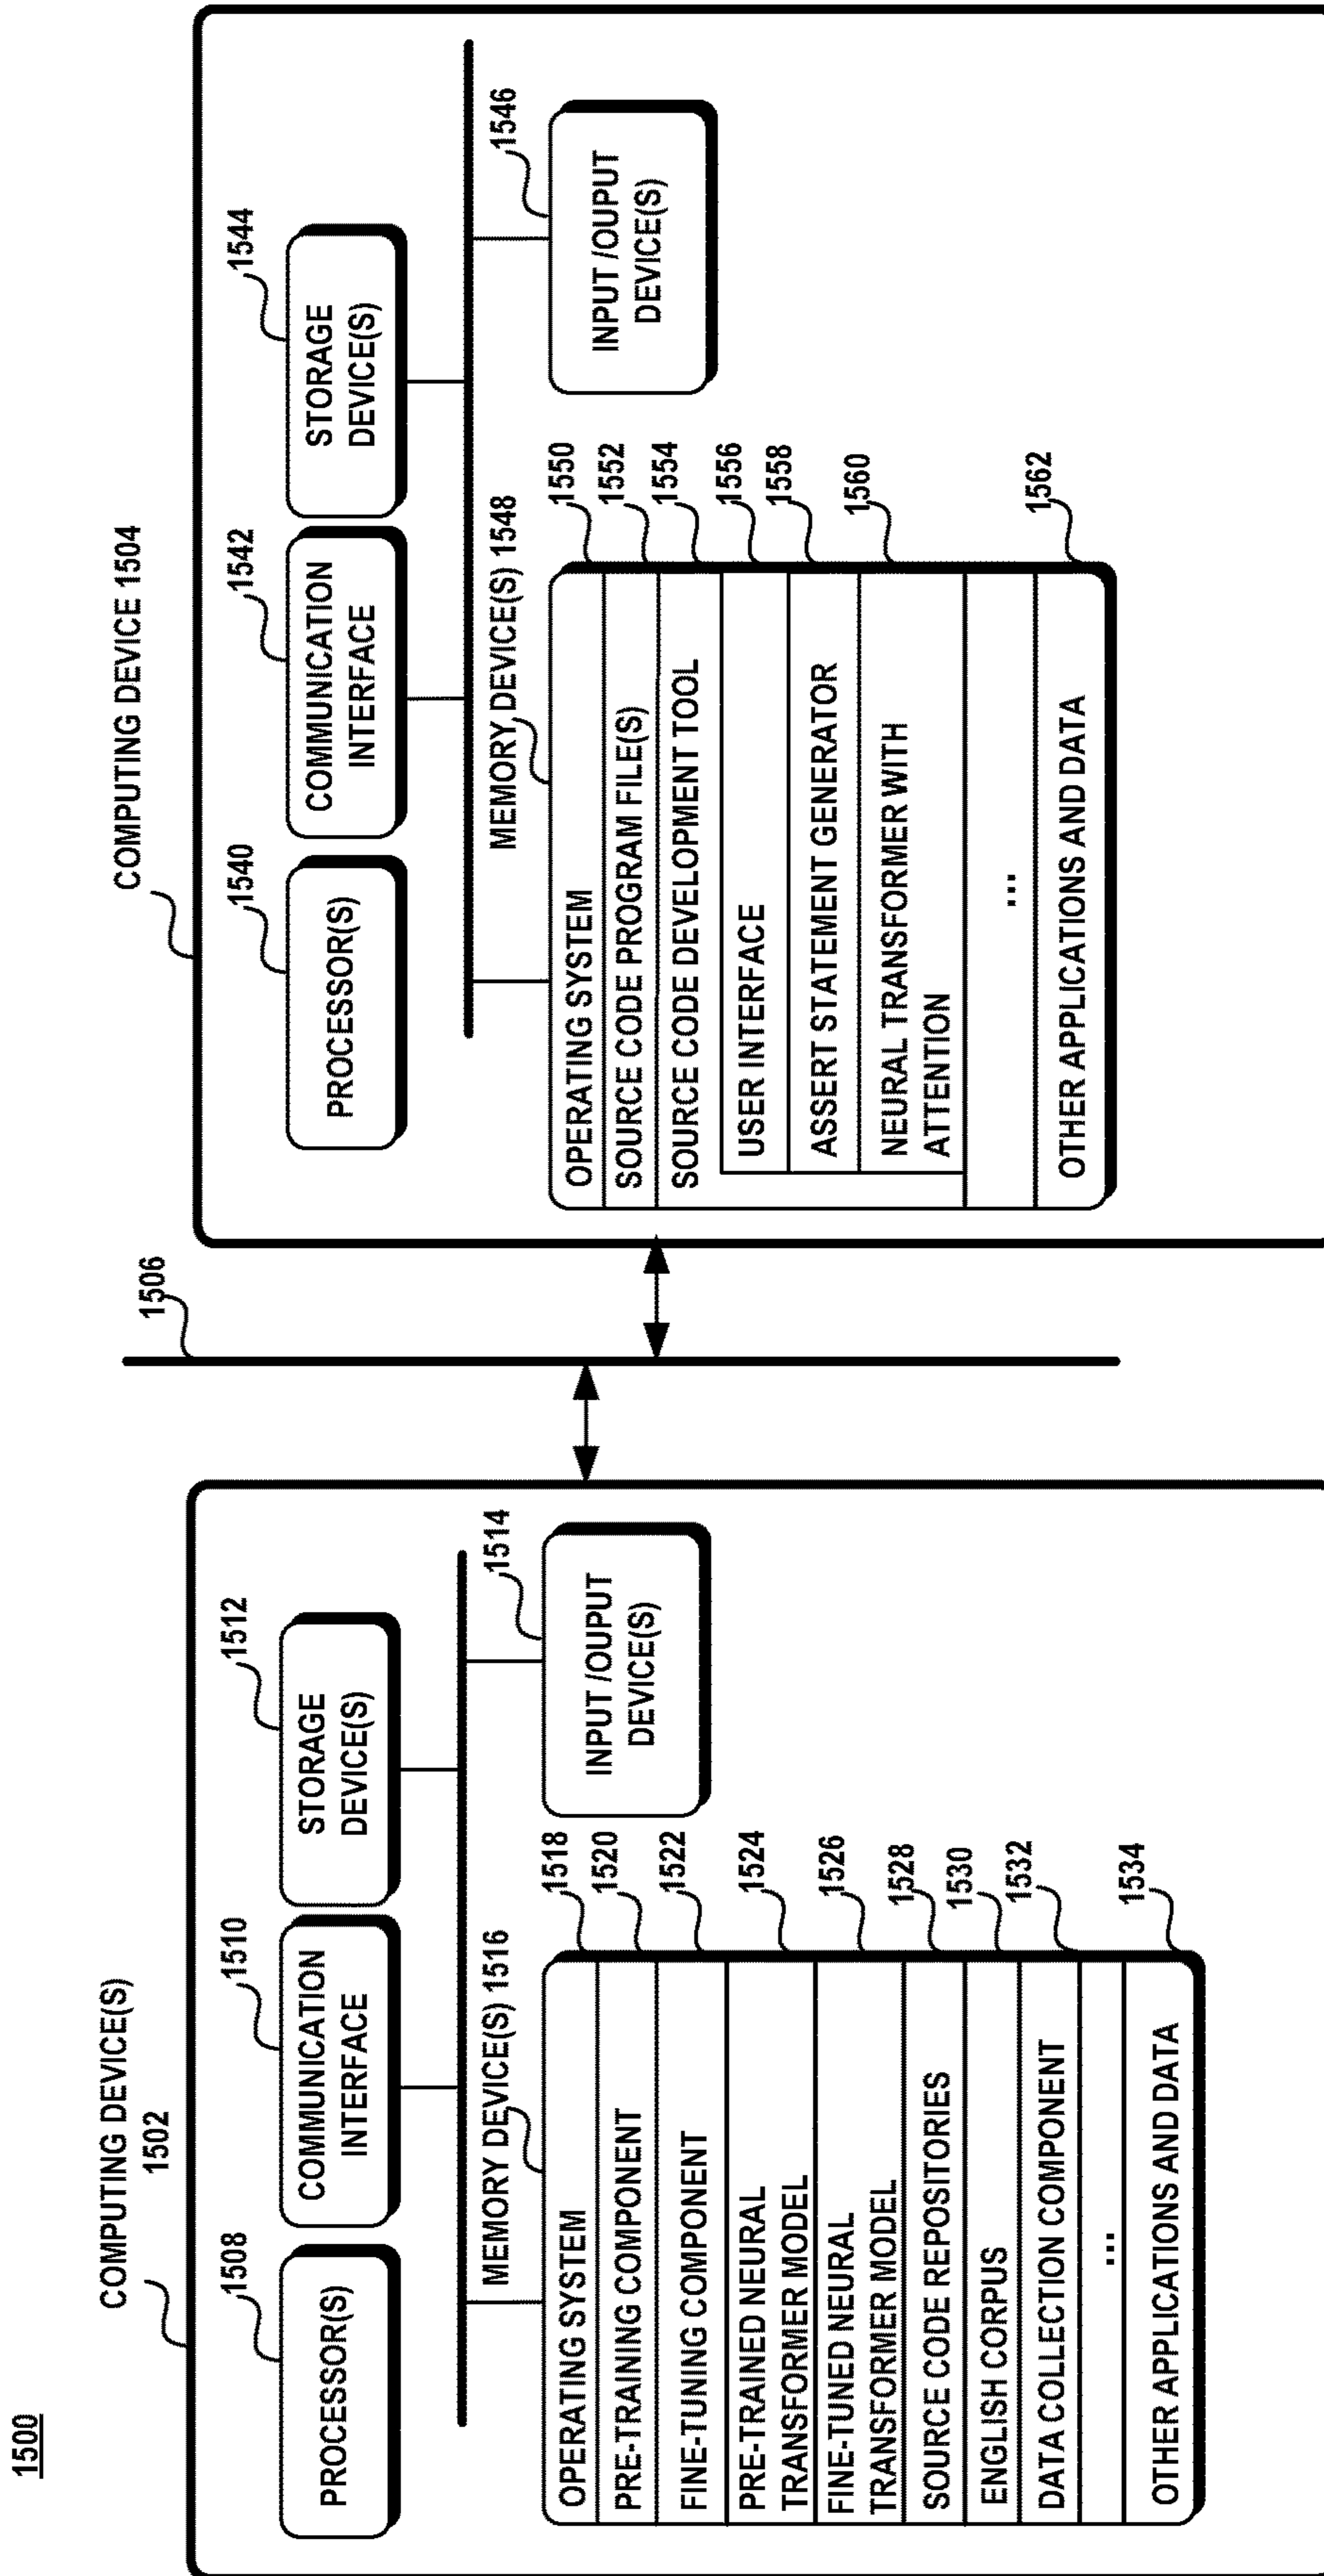 1500
COMPUTING DEVICE(S)
1502
PROCESSOR(S)
1508
COMMUNICATION
INTERFACE
1510
STORAGE
DEVICE(S)
1512
MEMORY DEVICE(S) 1516
INPUT /OUPUT
DEVICE(S)
1514
OPERATING SYSTEM
1518
PRE-TRAINING COMPONENT
1520
FINE-TUNING COMPONENT
1522
PRE-TRAINED NEURAL
TRANSFORMER MODEL
1524
FINE-TUNED NEURAL
TRANSFORMER MODEL
1526
SOURCE CODE REPOSITORIES
1528
ENGLISH CORPUS
1530
DATA COLLECTION COMPONENT
1532
...
OTHER APPLICATIONS AND DATA
1534
1506
COMPUTING DEVICE 1504
PROCESSOR(S)
1540
COMMUNICATION
INTERFACE
1542
STORAGE
DEVICE(S)
1544
MEMORY DEVICE(S) 1548
INPUT /OUPUT
DEVICE(S)
1546
OPERATING SYSTEM
1550
SOURCE CODE PROGRAM FILE(S)
1552
SOURCE CODE DEVELOPMENT TOOL
1554
USER INTERFACE
1556
ASSERT STATEMENT GENERATOR
1558
NEURAL TRANSFORMER WITH
ATTENTION
1560
...
OTHER APPLICATIONS AND DATA
1562